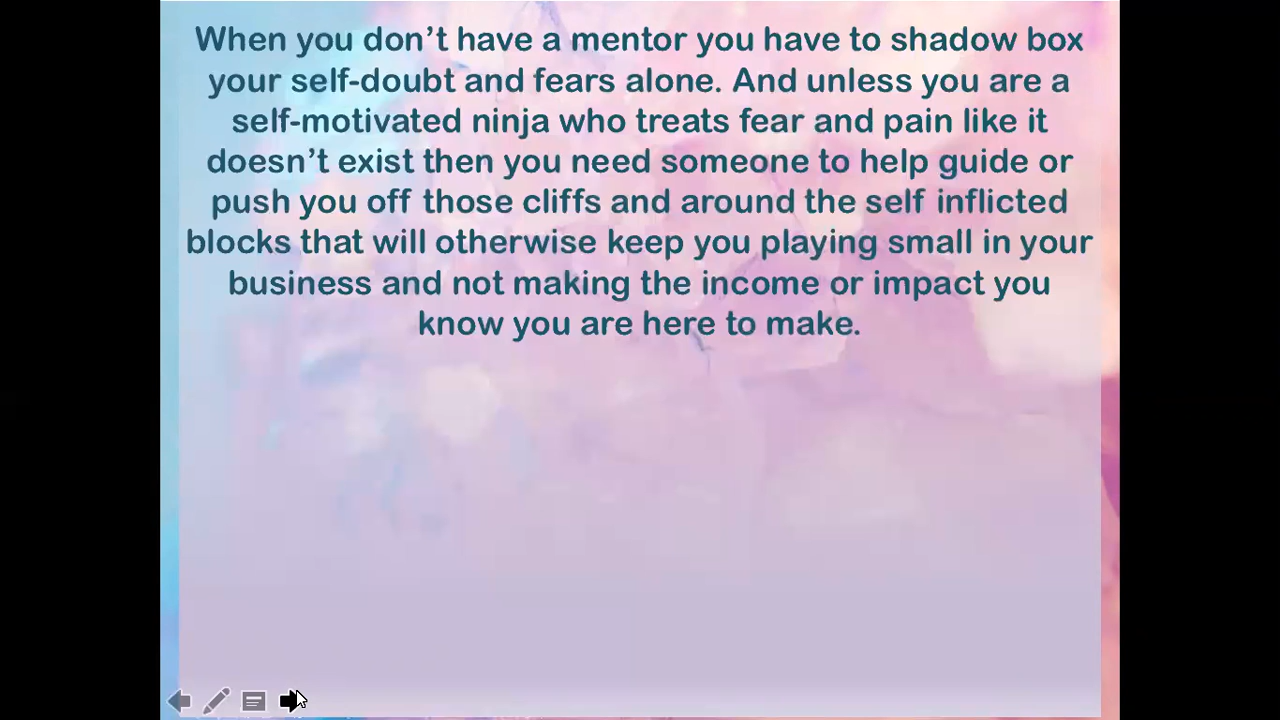 When you don’t have a mentor you have to shadow box
your self-doubt and fears alone. And unless you are a
self-motivated ninja who treats fear and pain like it
doesn’t exist then you need someone to help guide or
push you off those cliffs and around the self inflicted
blocks that will otherwise keep you playing small in your
business and not making the income or impact you
know you are here to make.